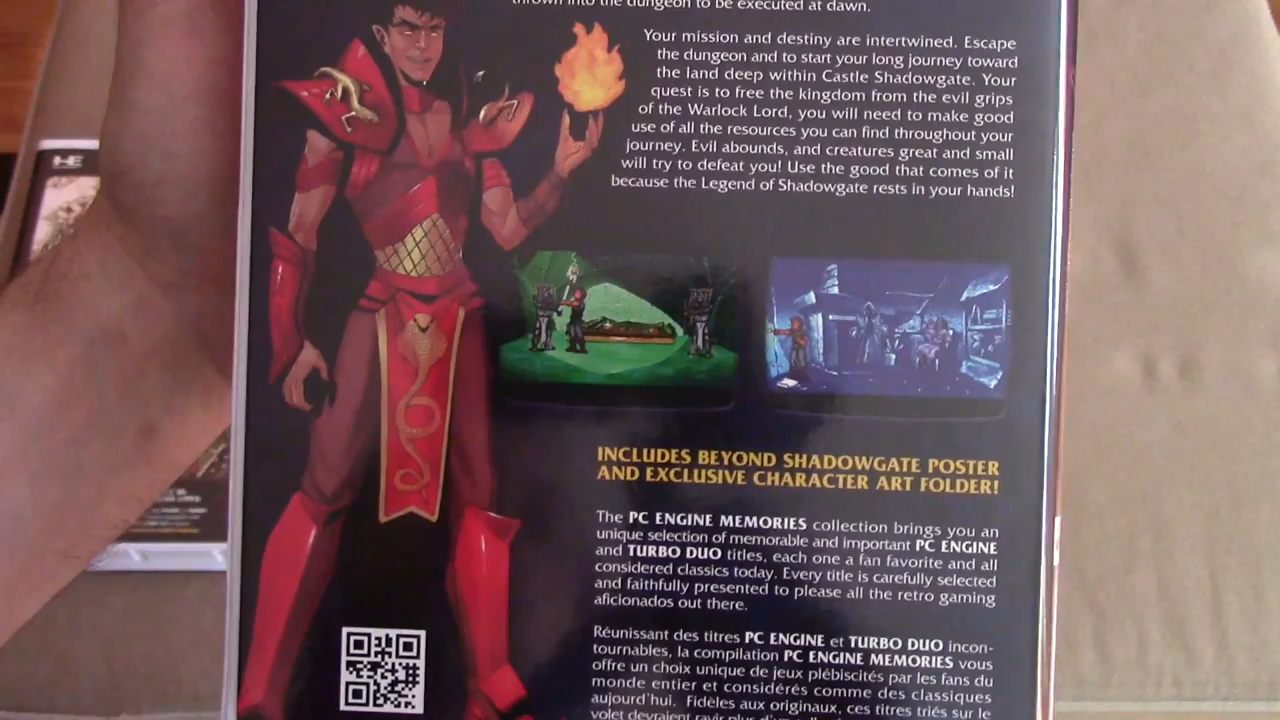 thrown into the dungeon to be executed at dawn.
Your mission and destiny are intertwined. Escape
the dungeon and to start your long journey toward
the land deep within Castle Shadowgate. Your
quest is to free the kingdom from the evil grips
of the Warlock Lord, you will need to make good
use of all the resources you can find throughout your
journey. Evil abounds, and creatures great and small
will try to defeat you! Use the good that comes of it
because the Legend of Shadowgate rests in your hands!
INCLUDES BEYOND SHADOWGATE POSTER
AND EXCLUSIVE CHARACTER ART FOLDER!
The PC ENGINE MEMORIES collection brings you an
unique selection of memorable and important PC ENGINE
and TURBO DUO titles, each one a fan favorite and all
considered classics today. Every title is carefully selected
and faithfully presented to please all the retro gaming
aficionados out there.
Réunissant des titres PC ENGINE et TURBO DUO incon-
tournables, la compilation PC ENGINE MEMORIES vous
offre un choix unique de jeux plébiscités par les fans du
monde entier et considérés comme des classiques
aujourd'hui. Fidèles aux originaux, ces titres triés sur le
volet devraient ravir plus d'un
HE